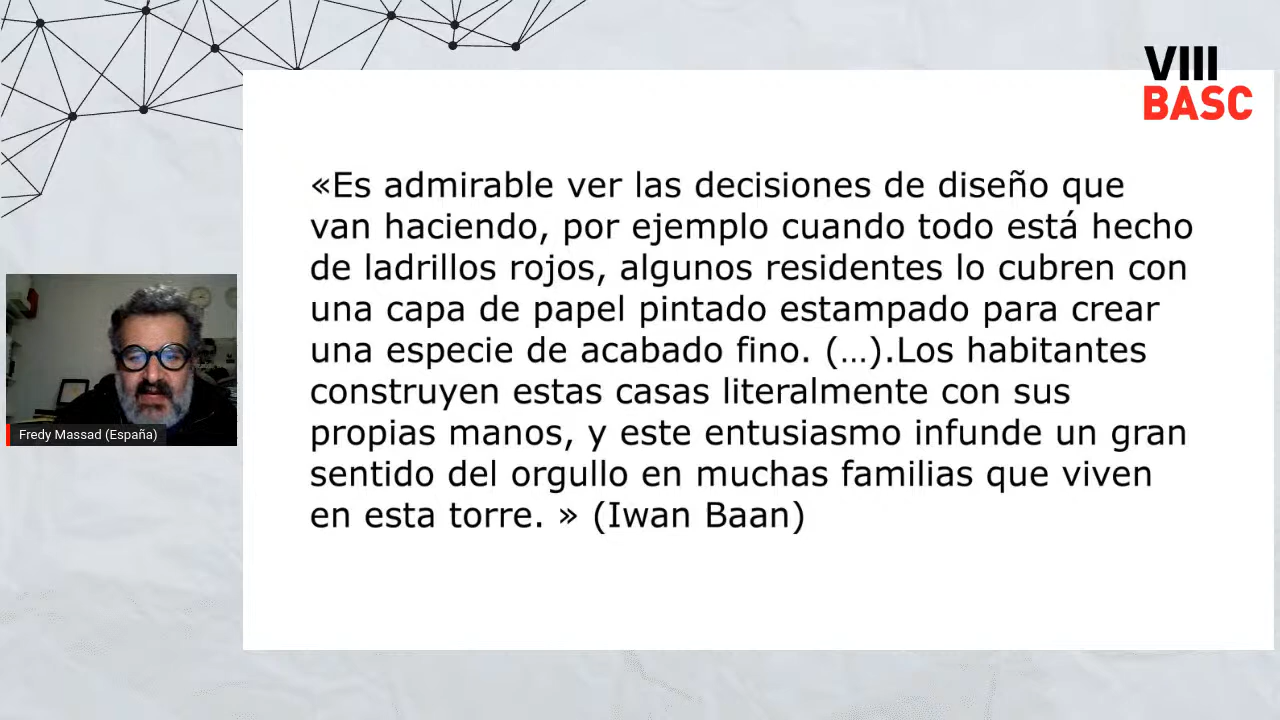 VIII
BASC
«Es admirable ver las decisiones de diseño que
van haciendo, por ejemplo cuando todo está hecho
de ladrillos rojos, algunos residentes lo cubren con
una capa de papel pintado estampado para crear
una especie de acabado fino. (...).Los habitantes
construyen estas casas literalmente con sus
propias manos, y este entusiasmo infunde un gran
sentido del orgullo en muchas familias que viven
en esta torre. » (Iwan Baan)
Fredy Massad (España)